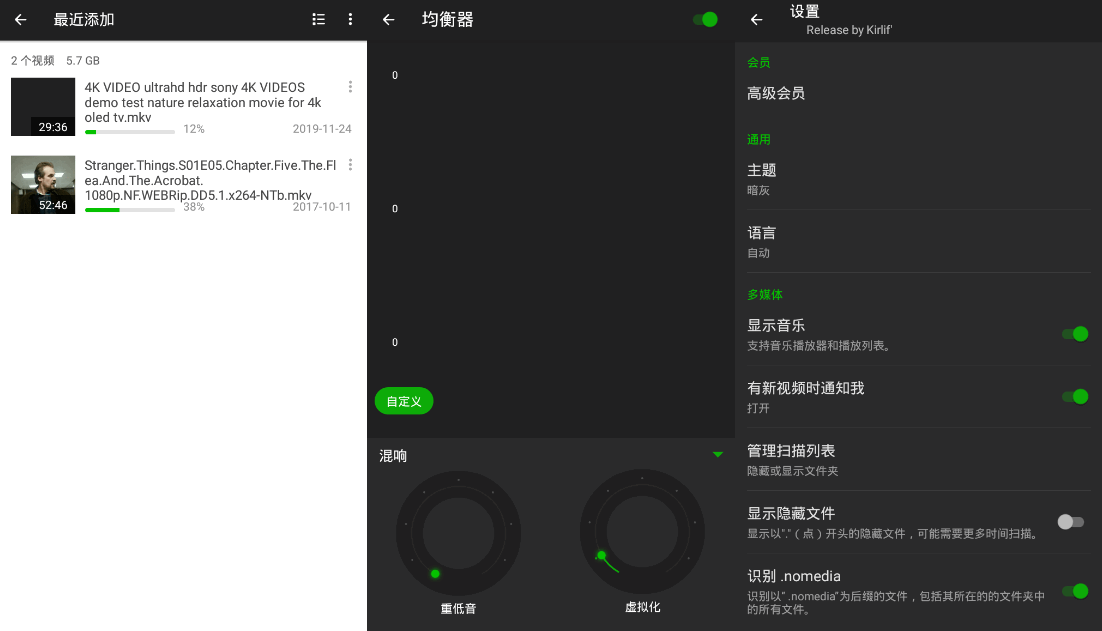 最近添加
2 个视频 5.7 GB
4K VIDEO ultrahd hdr sony 4K VIDEOS
demo test nature relaxation movie for 4k
oled tv.mkv
29:36
12%
2019-11-24
Stranger.Things.S01E05.Chapter.Five.The.Fl
ea.And.The.Acrobat.
1080p.NF.WEBRip.DD5.1.x264-NTb.mkv
52:46
38%
2017-10-11
均衡器
0
0
0
自定义
混响
重低音
虚拟化
设置
Release by Kirlif'
会员
高级会员
通用
主题
暗灰
语言
自动
多媒体
显示音乐
支持音乐播放器和播放列表。
有新视频时通知我
打开
管理扫描列表
隐藏或显示文件夹
显示隐藏文件
显示以"."（点）开头的隐藏文件，可能需要更多时间扫描。
识别 .nomedia
识别以" .nomedia"为后缀的文件，包括其所在的的文件夹中
的所有文件。